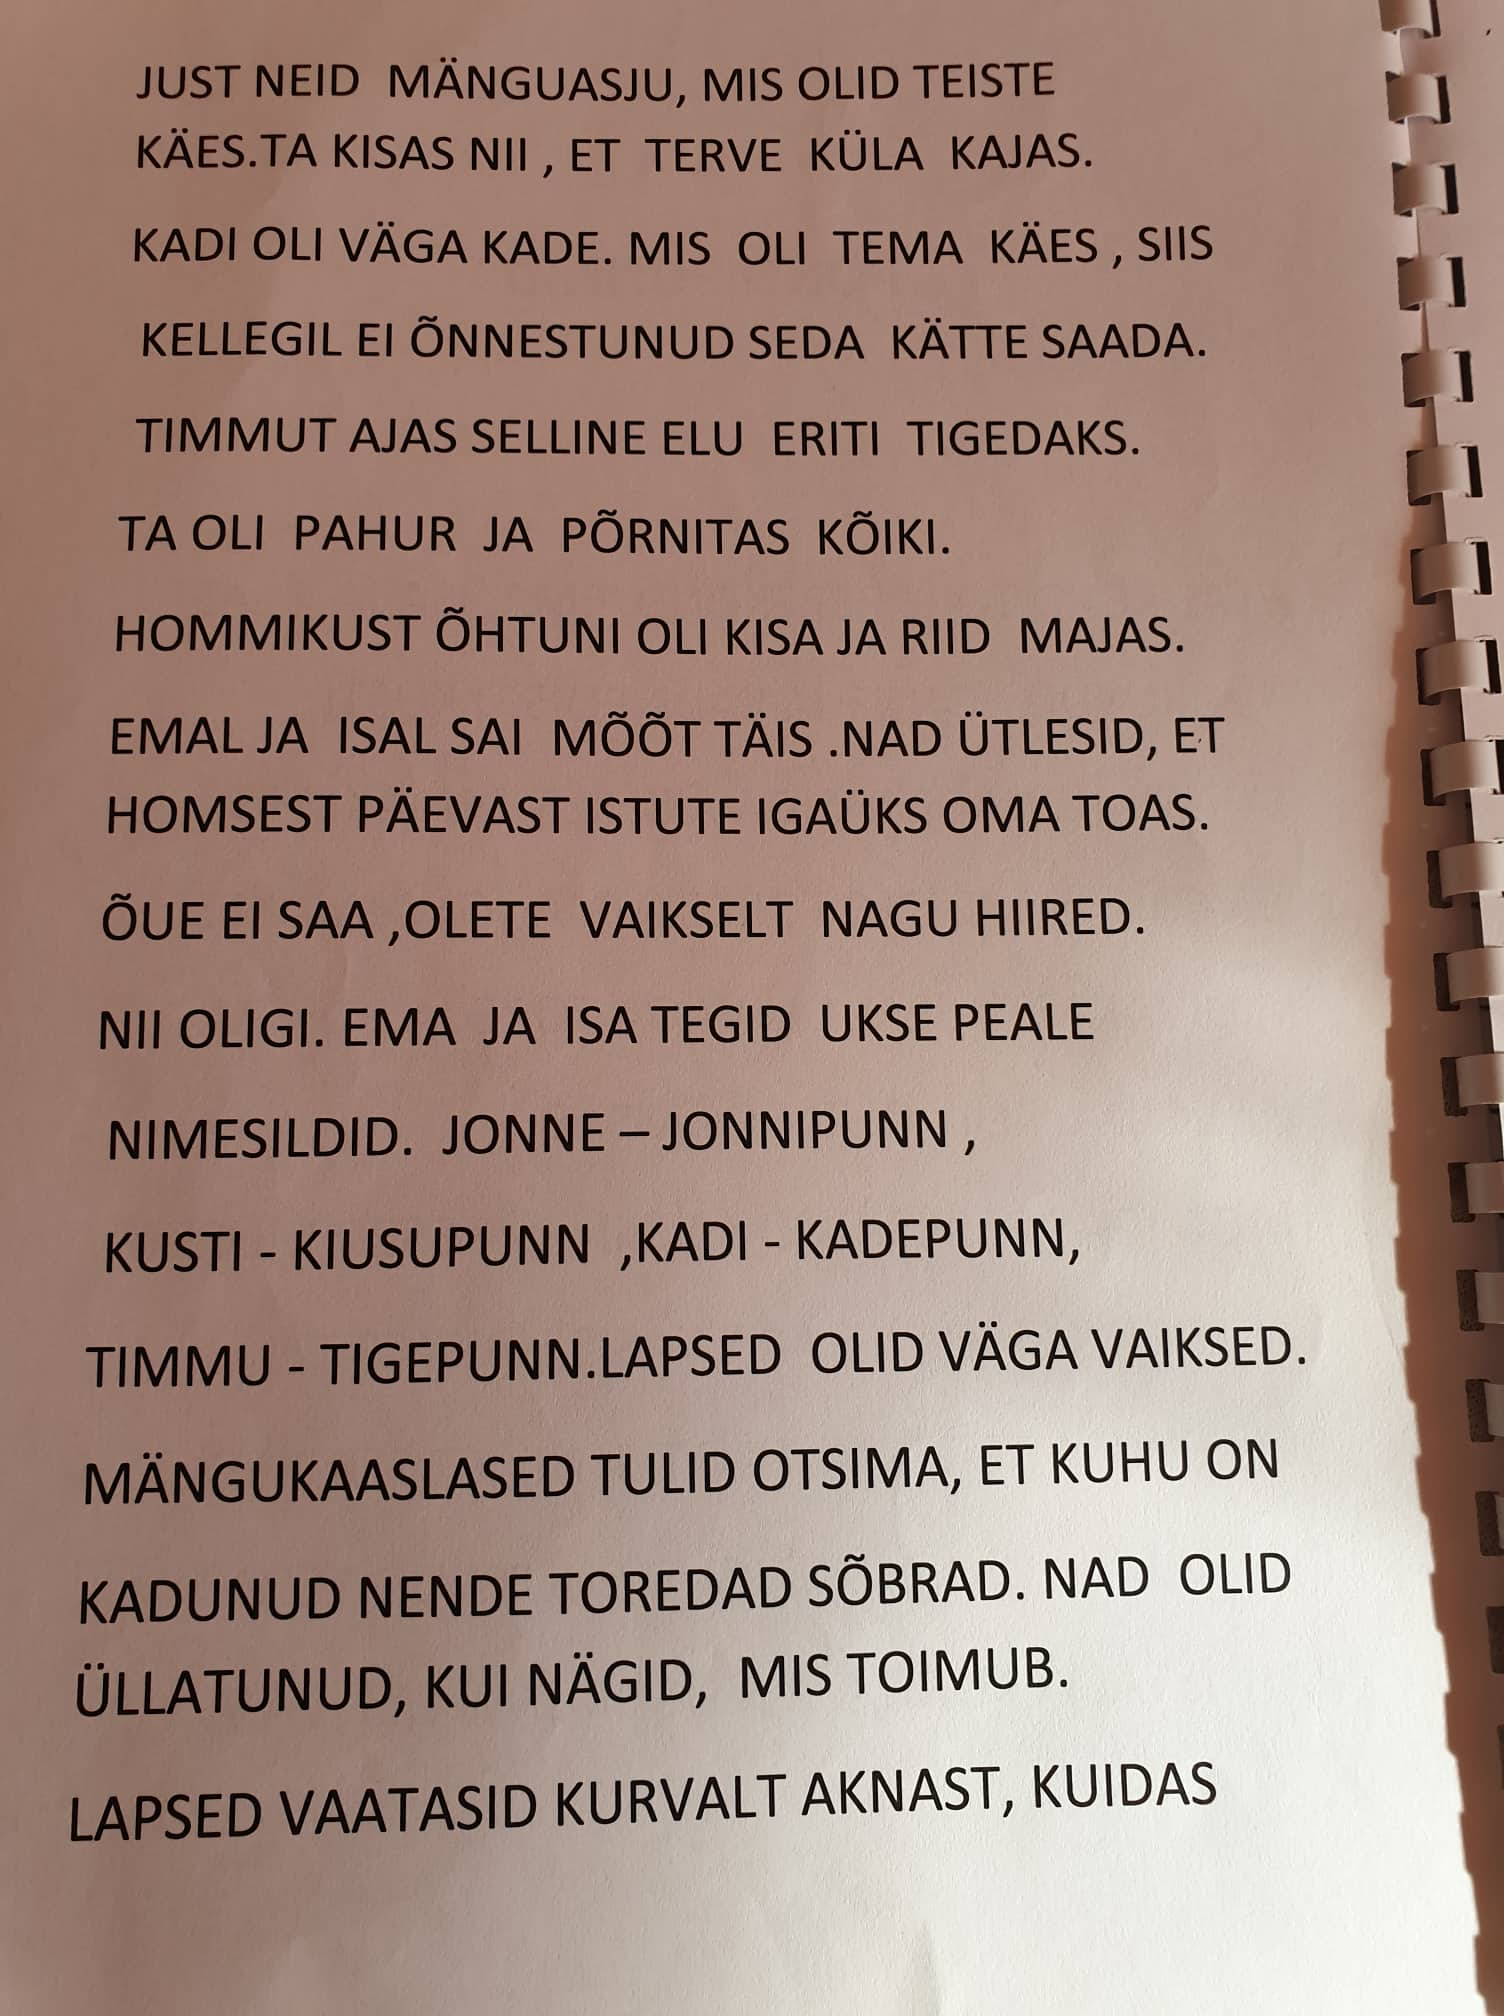 JUST NEID MÄNGUASJU, MIS OLID TEISTE
KÄES.TA KISAS NII , ET TERVE KÜLA KAJAS.
KADI OLI VÄGA KADE. MIS OLI TEMA KÄES , SIIS
KELLEGIL EI ÕNNESTUNUD SEDA KÄTTE SAADA.
TIMMUT AJAS SELLINE ELU ERITI TIGEDAKS.
TA OLI PAHUR JA PÕRNITAS KÕIKI.
HOMMIKUST ÕHTUNI OLI KISA JA RIID MAJAS.
EMAL JA ISAL SAI MÕÕT TÄIS .NAD ÜTLESID, ET
HOMSEST PÄEVAST ISTUTE IGAÜKS OMA TOAS.
ÕUE EI SAA ,OLETE VAIKSELT NAGU HIIRED.
NII OLIGI. EMA JA ISA TEGID UKSE PEALE
NIMESILDID. JONNE – JONNIPUNN ,
KUSTI - KIUSUPUNN ,KADI - KADEPUNN,
TIMMU - TIGEPUNN.LAPSED OLID VÄGA VAIKSED.
MÄNGUKAASLASED TULID OTSIMA, ET KUHU ON
KADUNUD NENDE TOREDAD SÕBRAD. NAD OLID
ÜLLATUNUD, KUI NÄGID, MIS TOIMUB.
LAPSED VAATASID KURVALT AKNAST, KUIDAS